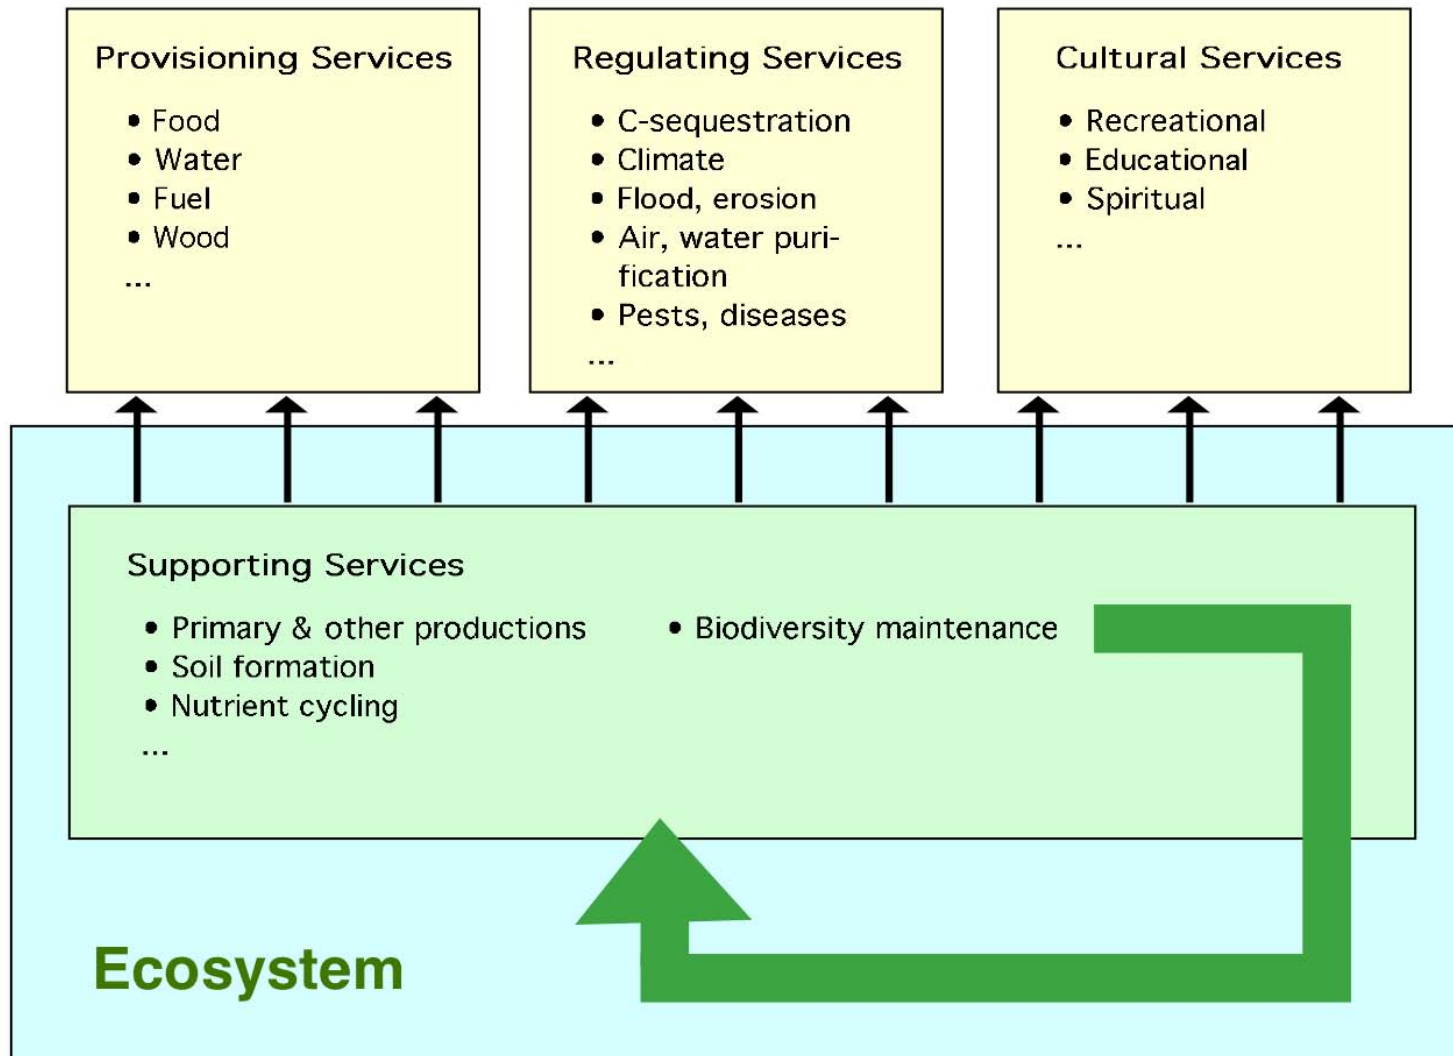 Provisioning Services
• Food
• Water
• Fuel
• Wood
...
Regulating Services
• C-sequestration
• Climate
• Flood, erosion
• Air, water puri-
fication
• Pests, diseases
...
Cultural Services
• Recreational
• Educational
• Spiritual
...
Supporting Services
• Primary & other productions
• Soil formation
• Nutrient cycling
...
• Biodiversity maintenance
Ecosystem